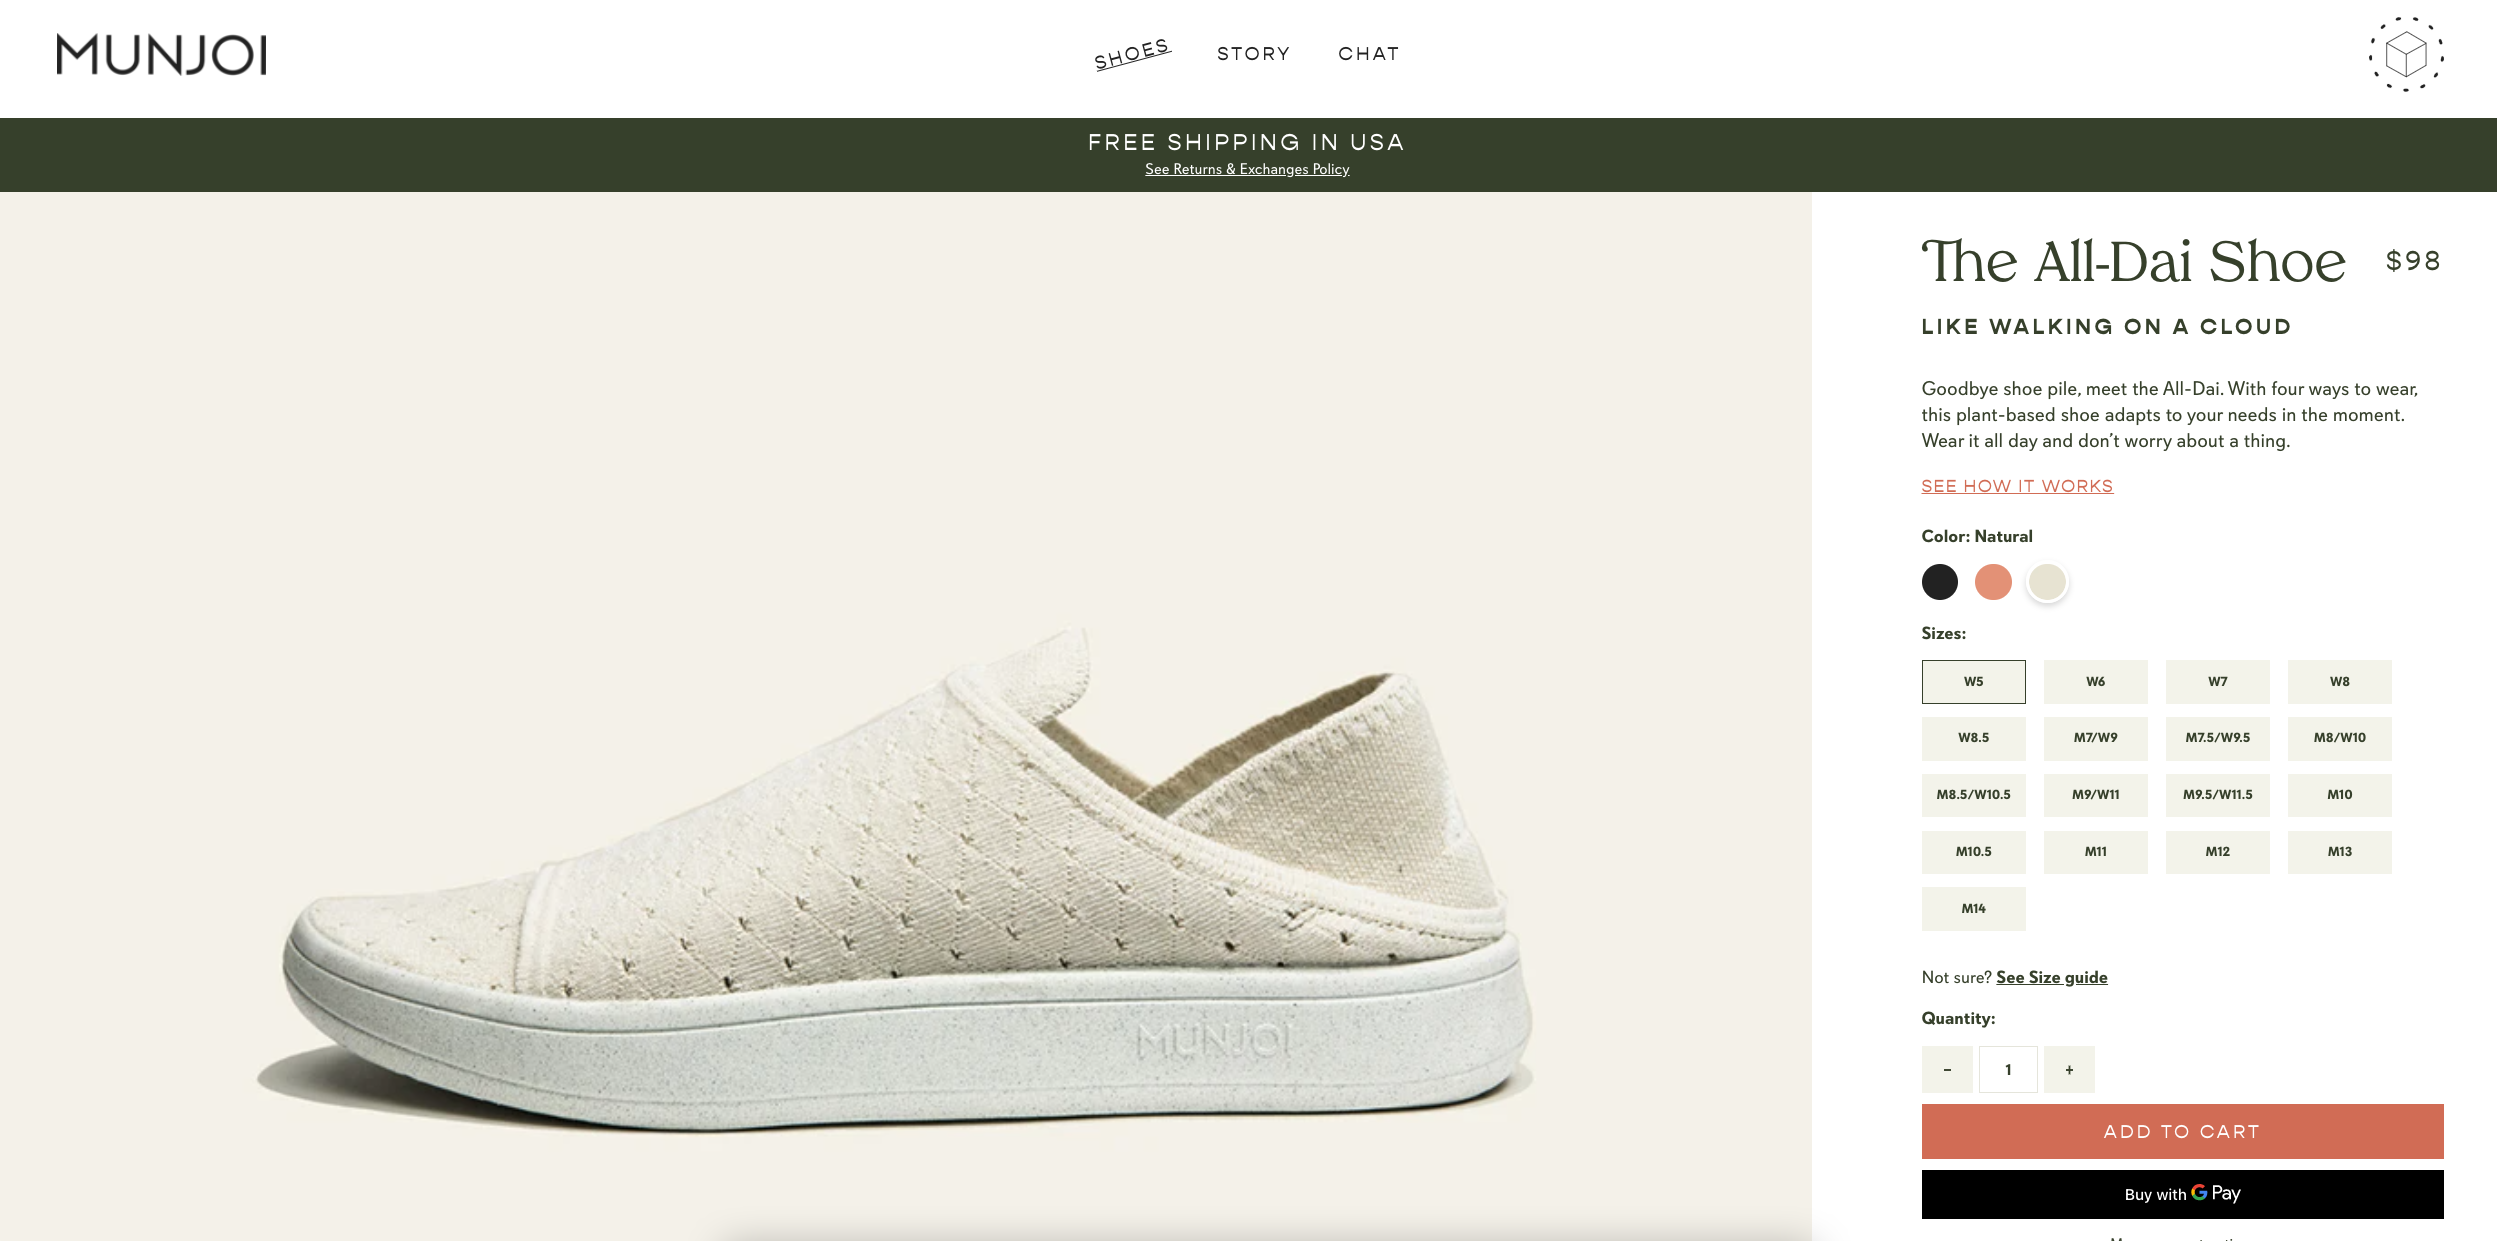 MUNJOI
SHOES
STORY
CHAT
FREE SHIPPING IN USA
See Returns & Exchanges Policy
The All-Dai Shoe
$98
LIKE WALKING ON A CLOUD
Goodbye shoe pile, meet the All-Dai. With four ways to wear,
this plant-based shoe adapts to your needs in the moment.
Wear it all day and don't worry about a thing.
SEE HOW IT WORKS
Color: Natural
Sizes:
W5 W6 W7 W8
W8.5 M7/W9 M7.5/W9.5 M8/W10
M8.5/W10.5 M9/W11 M9.5/W11.5 M10
M10.5 M11 M12 M13
M14
Not sure? See Size guide
Quantity:
− 1 +
ADD TO CART
Buy with G Pay
MUNJOI